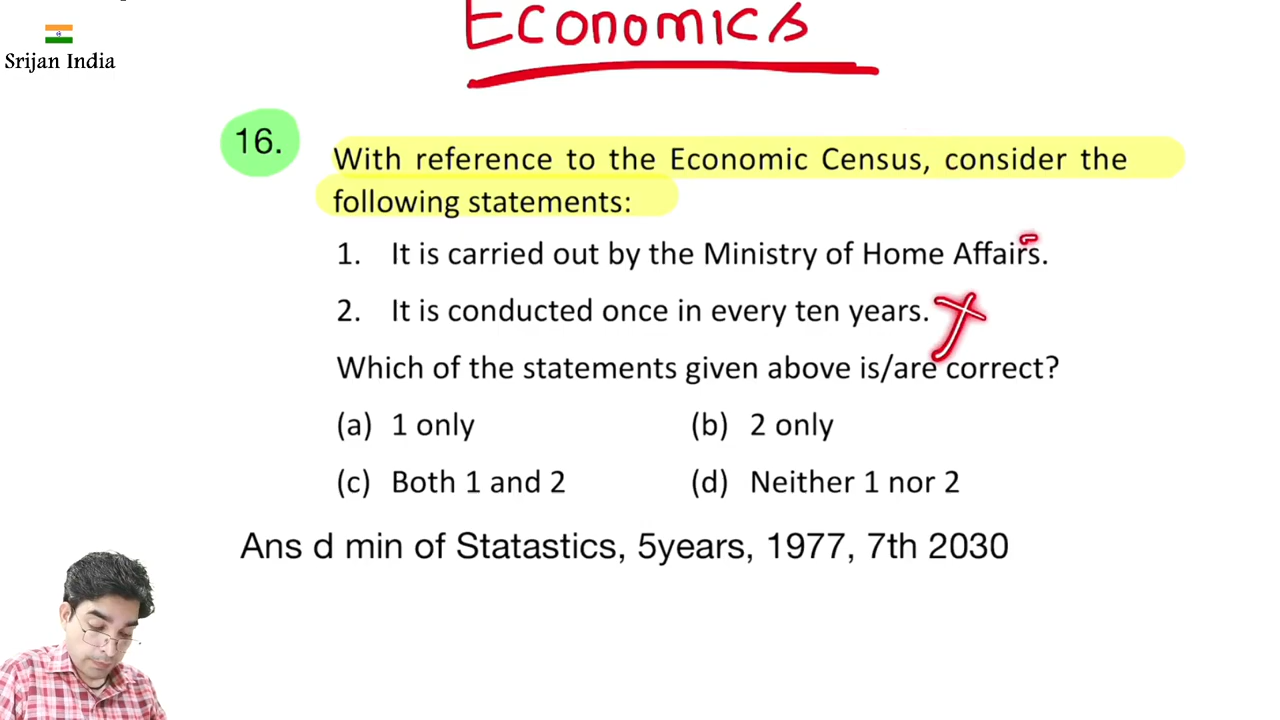 Economics
Srijan India
16.
With reference to the Economic Census, consider the
following statements:
1. It is carried out by the Ministry of Home Affairs.
2. It is conducted once in every ten years.
Which of the statements given above is/are correct?
(a) 1 only (b) 2 only
(c) Both 1 and 2 (d) Neither 1 nor 2
Ans d min of Statastics, 5years, 1977, 7th 2030